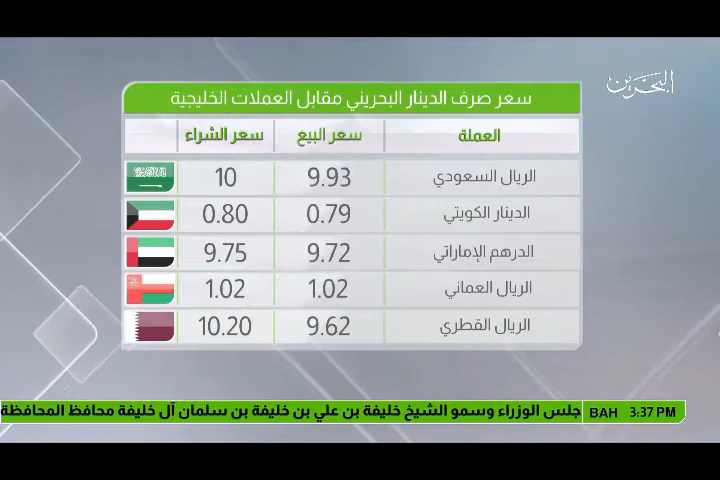 البحرين
سعر صرف الدينار البحريني مقابل العملات الخليجية
العملة سعر البيع سعر الشراء
الريال السعودي 9.93 10
الدينار الكويتي 0.79 0.80
الدرهم الإماراتي 9.72 9.75
الريال العماني 1.02 1.02
الريال القطري 9.62 10.20
BAH 3:37 PM جلس الوزراء وسمو الشيخ خليفة بن علي بن خليفة بن سلمان آل خليفة محافظ المحافظة